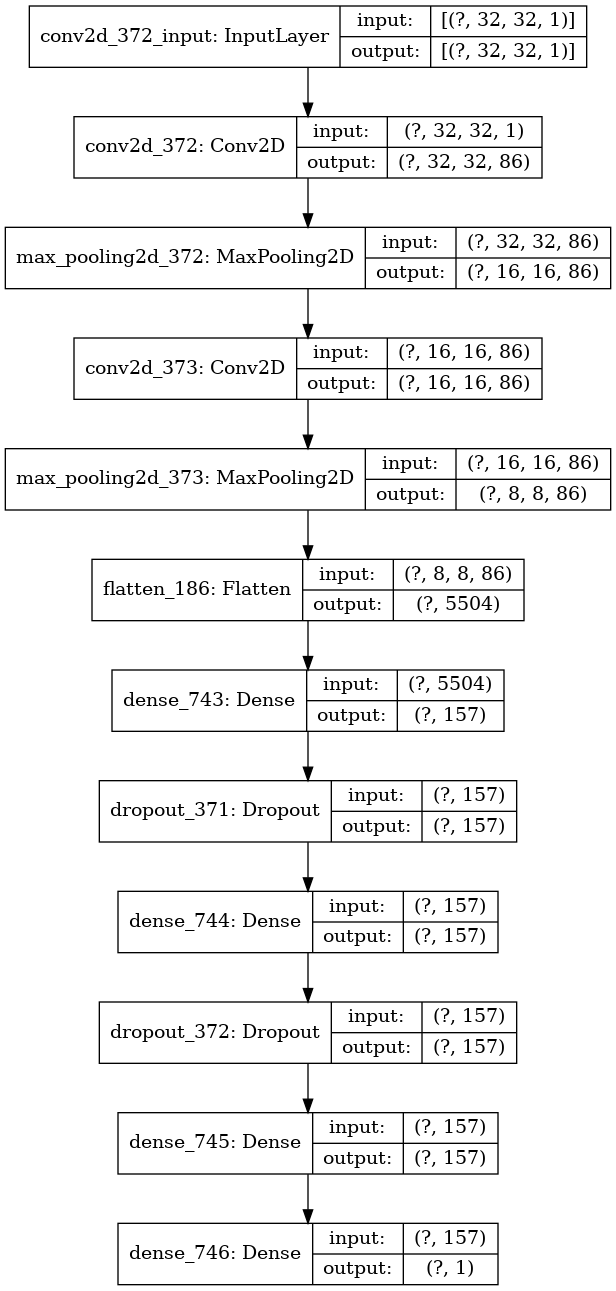 conv2d_372_input: InputLayer
input: [(?, 32, 32, 1)]
output: [(?, 32, 32, 1)]
conv2d_372: Conv2D
input: (?, 32, 32, 1)
output: (?, 32, 32, 86)
max_pooling2d_372: MaxPooling2D
input: (?, 32, 32, 86)
output: (?, 16, 16, 86)
conv2d_373: Conv2D
input: (?, 16, 16, 86)
output: (?, 16, 16, 86)
max_pooling2d_373: MaxPooling2D
input: (?, 16, 16, 86)
output: (?, 8, 8, 86)
flatten_186: Flatten
input: (?, 8, 8, 86)
output: (?, 5504)
dense_743: Dense
input: (?, 5504)
output: (?, 157)
dropout_371: Dropout
input: (?, 157)
output: (?, 157)
dense_744: Dense
input: (?, 157)
output: (?, 157)
dropout_372: Dropout
input: (?, 157)
output: (?, 157)
dense_745: Dense
input: (?, 157)
output: (?, 157)
dense_746: Dense
input: (?, 157)
output: (?, 1)